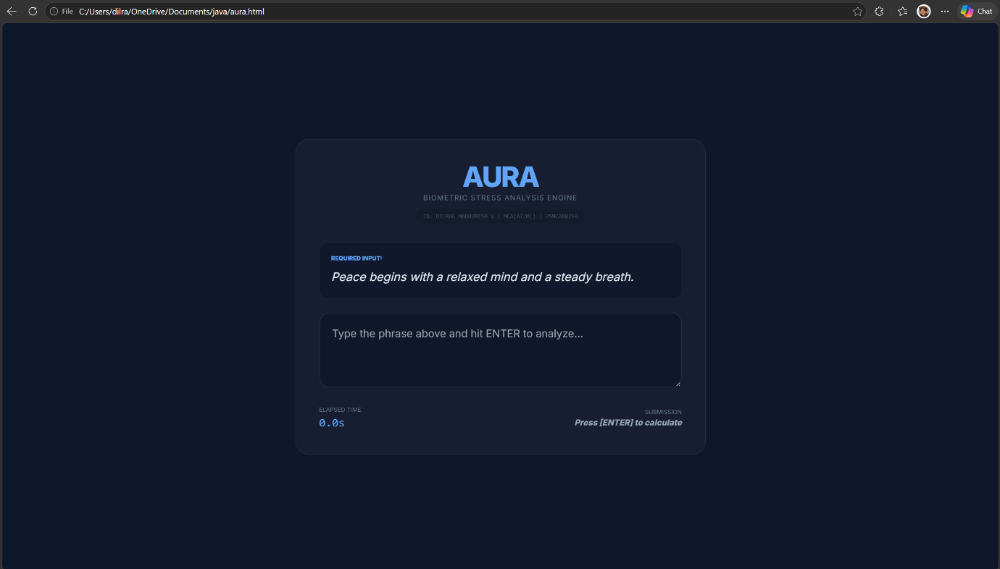 File C:/Users/dilra/OneDrive/Documents/java/aura.html
Chat
AURA
BIOMETRIC STRESS ANALYSIS ENGINE
ID: DILRAG MADHURESH V | MCA(AI/ML) | 25MCAR0266
REQUIRED INPUT:
Peace begins with a relaxed mind and a steady breath.
Type the phrase above and hit ENTER to analyze...
ELAPSED TIME
SUBMISSION
0.0s
Press [ENTER] to calculate